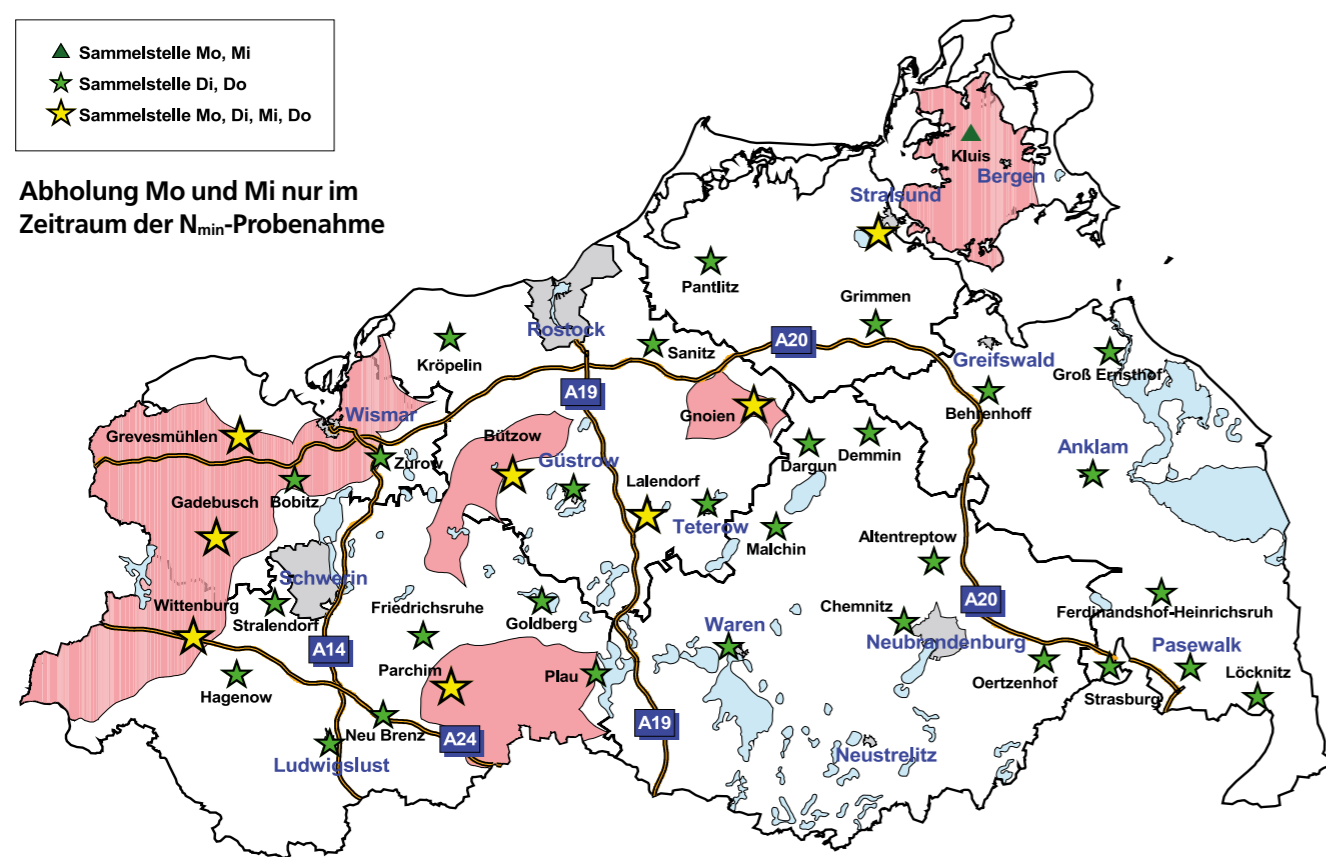 Sammelstelle Mo, Mi
Sammelstelle Di, Do
Sammelstelle Mo, Di, Mi, Do
Abholung Mo und Mi nur im
Zeitraum der Nmin-Probenahme
Kluis
Bergen
Stralsund
Pantlitz
Grimmen
Rostock
Sanitz
A20
Kröpelin
Greifswald
Groß Ernsthof
A19
Behrenhoff
Wismar
Gnoien
Grevesmühlen
Bützow
Zurow
Güstrow
Dargun
Demmin
Anklam
Gadebusch
Bobitz
Lalendorf
Teterow
Malchin
Altentreptow
Schwerin
Wittenburg
Stralendorf
Friedrichsruhe
Goldberg
Chemnitz
A20
Ferdinandshof-Heinrichsruh
Waren
Neubrandenburg
Pasewalk
A14
Parchim
Plau
Hagenow
Oertzenhof
Strasburg
Löcknitz
A19
Neu Brenz
A24
Neustrelitz
Ludwigslust